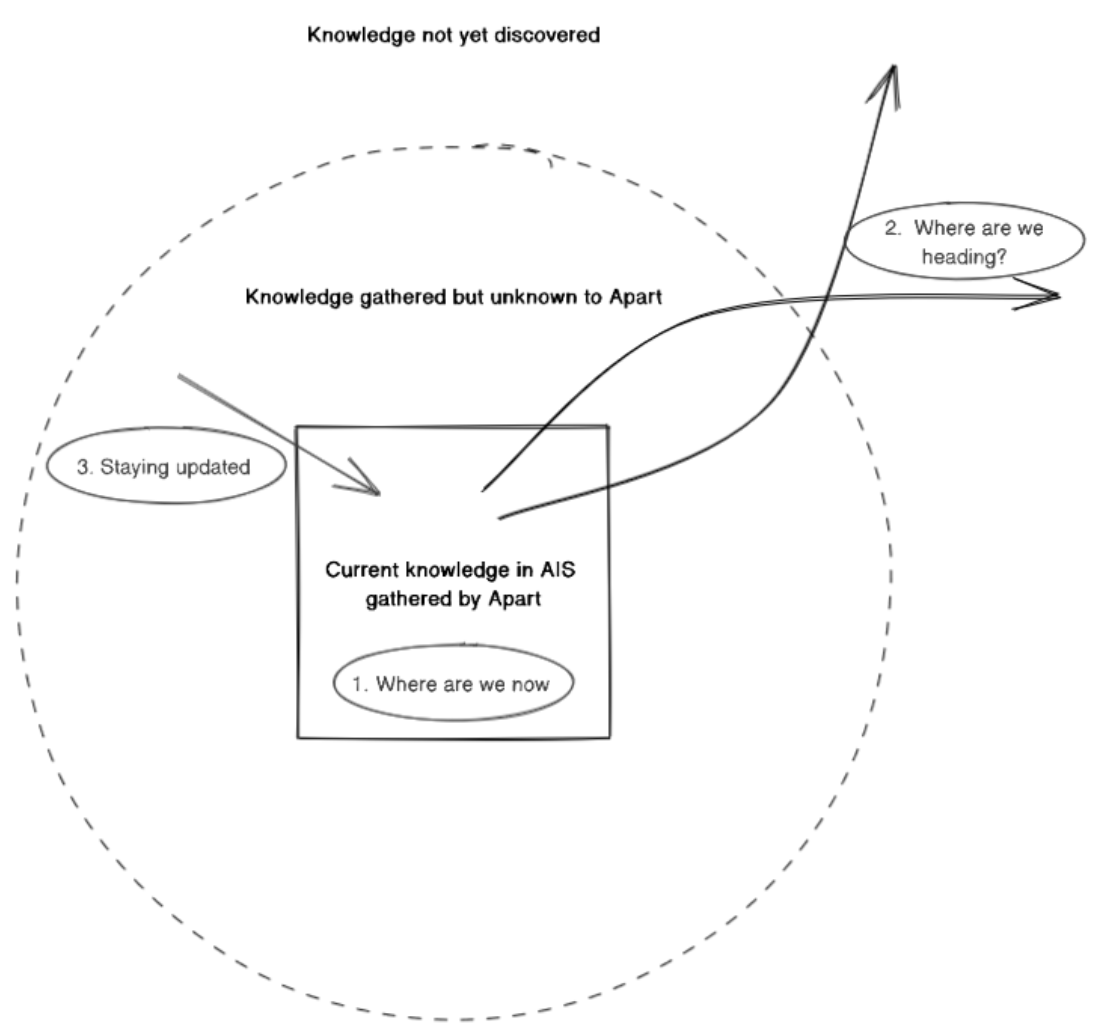 Knowledge not yet discovered
2. Where are we
heading?
Knowledge gathered but unknown to Apart
3. Staying updated
Current knowledge in AIS
gathered by Apart
1. Where are we now